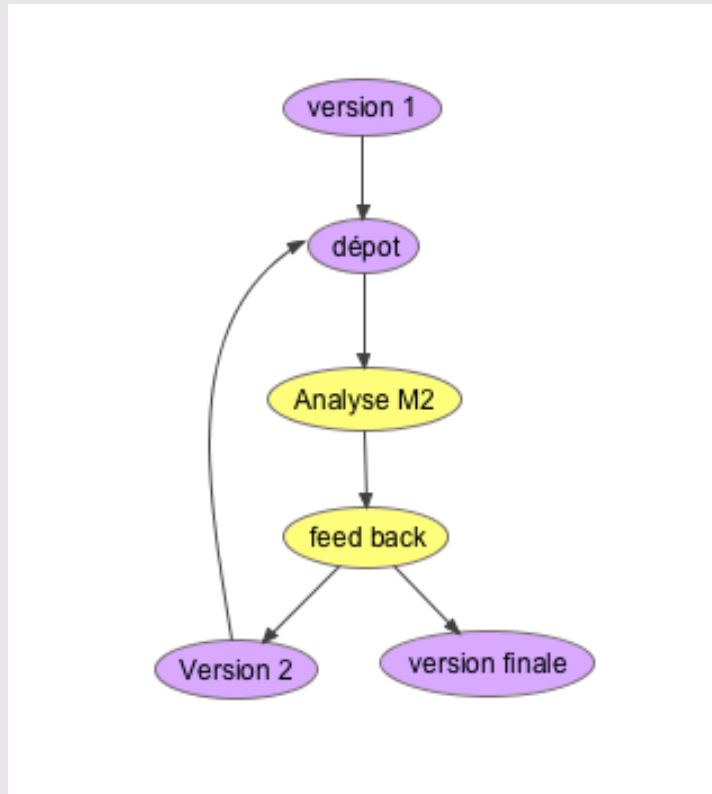 version 1
dépot
Analyse M2
feed back
Version 2
version finale